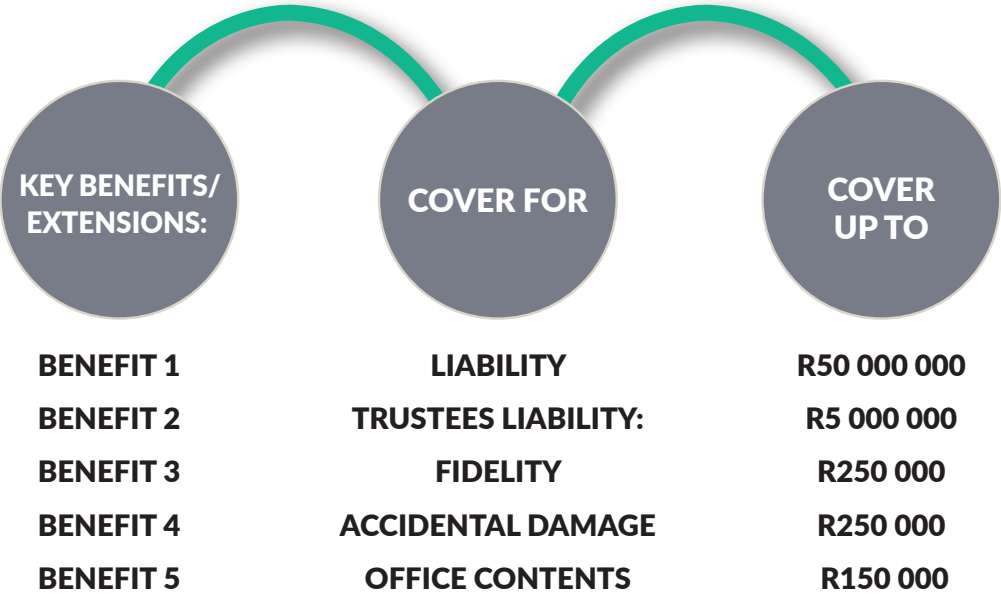 KEY BENEFITS/
EXTENSIONS:
COVER FOR
COVER
UP TO
BENEFIT 1 LIABILITY R50 000 000
BENEFIT 2 TRUSTEES LIABILITY: R5 000 000
BENEFIT 3 FIDELITY R250 000
BENEFIT 4 ACCIDENTAL DAMAGE R250 000
BENEFIT 5 OFFICE CONTENTS R150 000